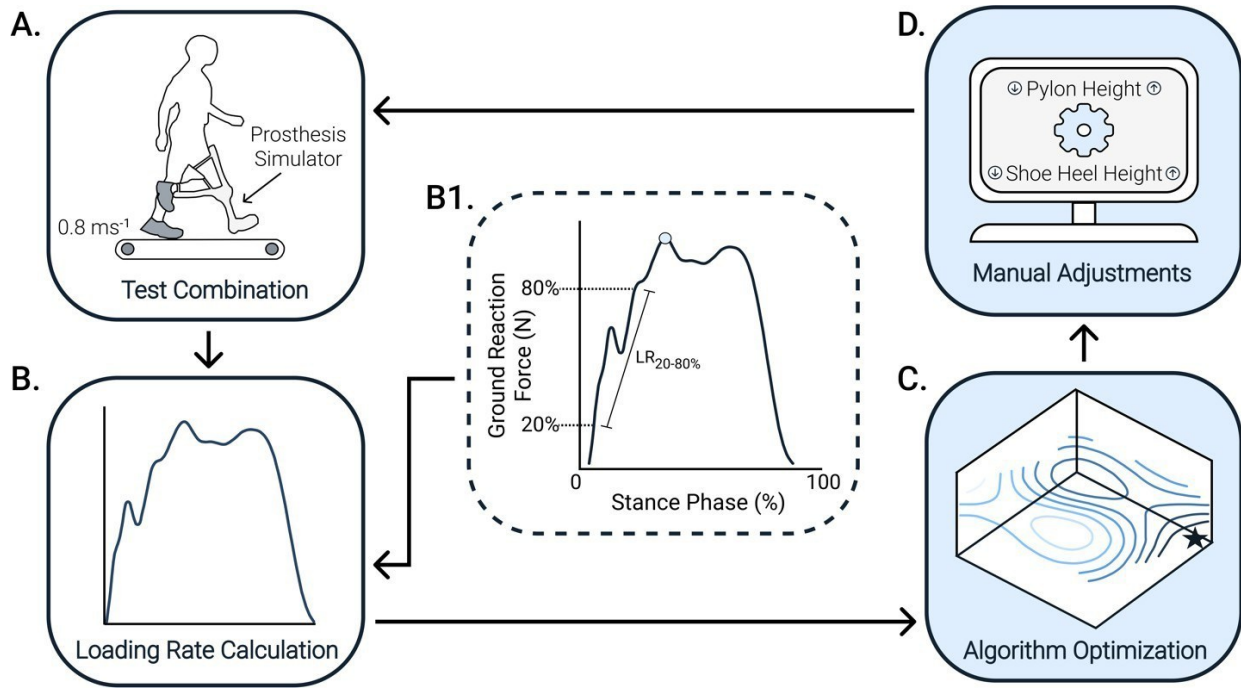 A.
Prosthesis
Simulator
0.8 ms⁻¹
Test Combination
B.
Loading Rate Calculation
B1.
Ground Reaction
Force (N)
80%
20%
LR20-80%
0
100
Stance Phase (%)
D.
Pylon Height
Shoe Heel Height
Manual Adjustments
C.
Algorithm Optimization